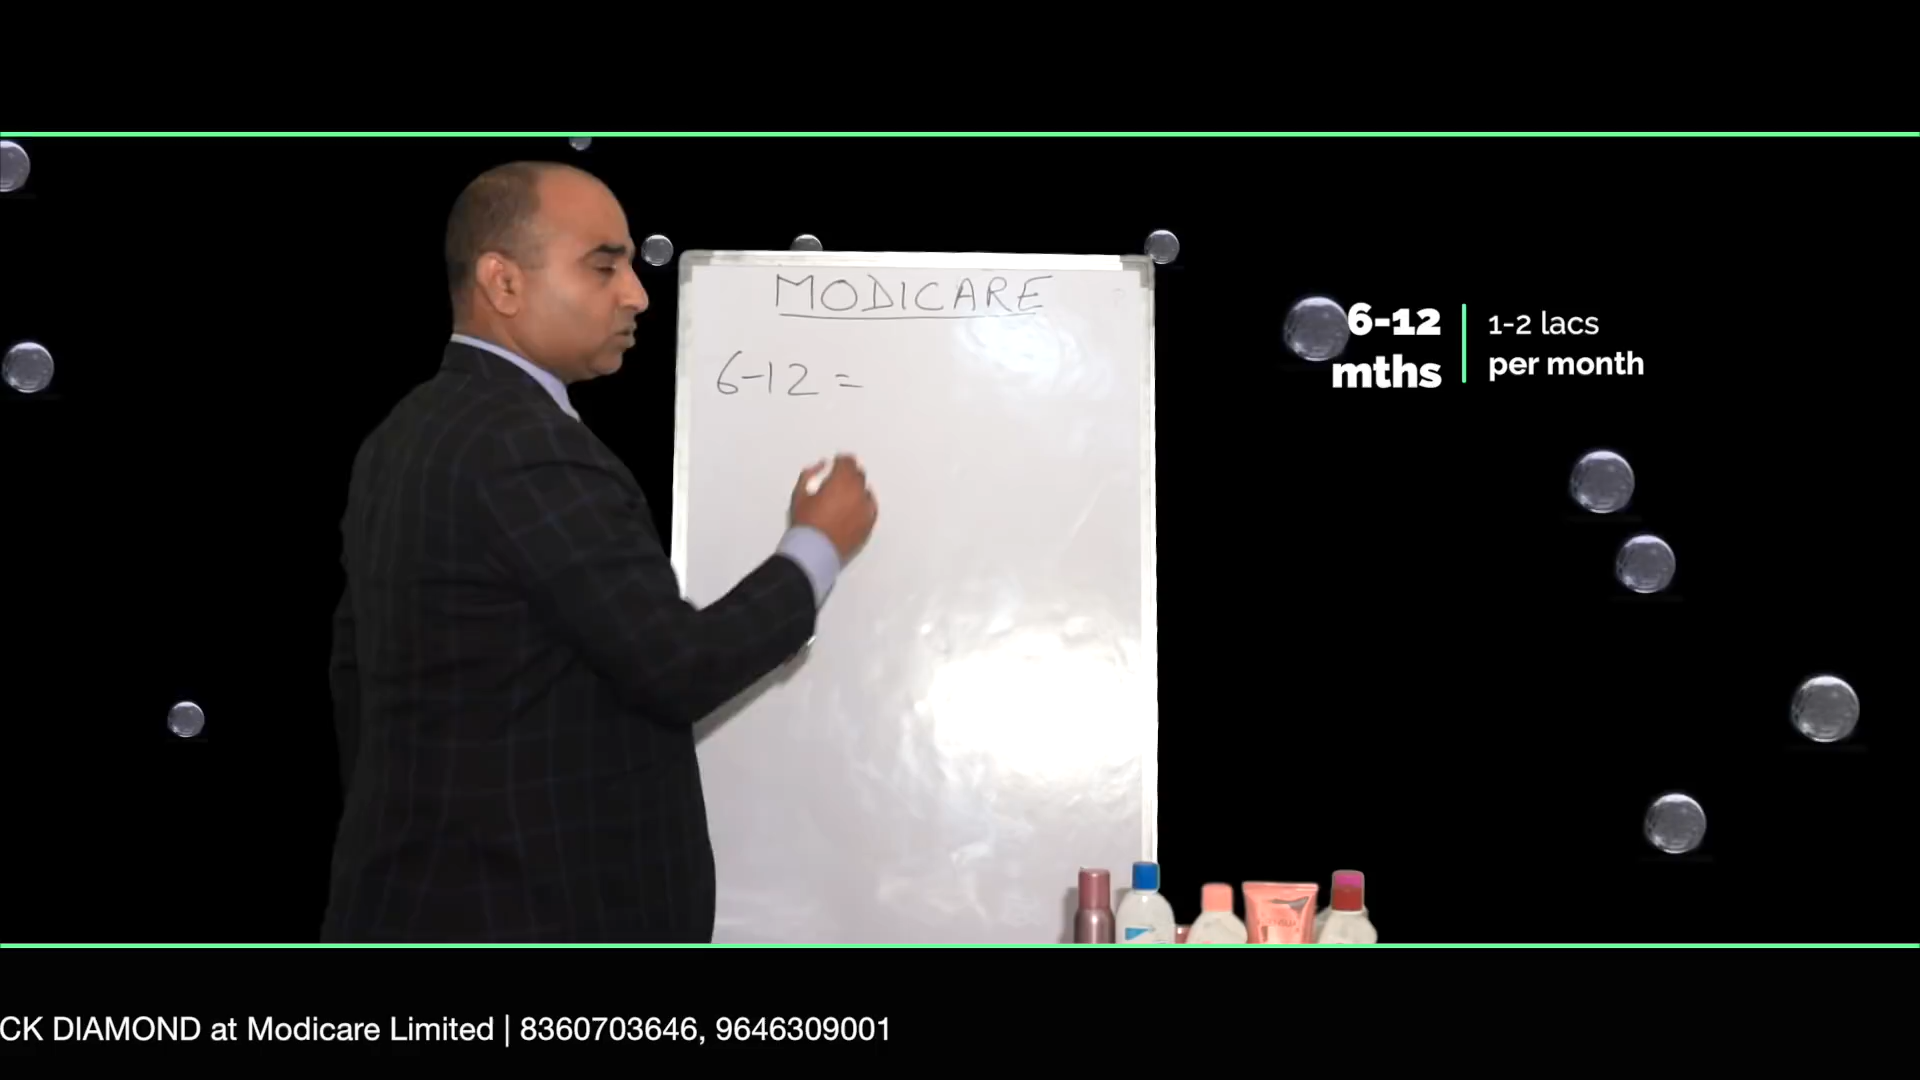 MODICARE
6-12 =
6-12
mths
1-2 lacs
per month
CK DIAMOND at Modicare Limited | 8360703646, 9646309001